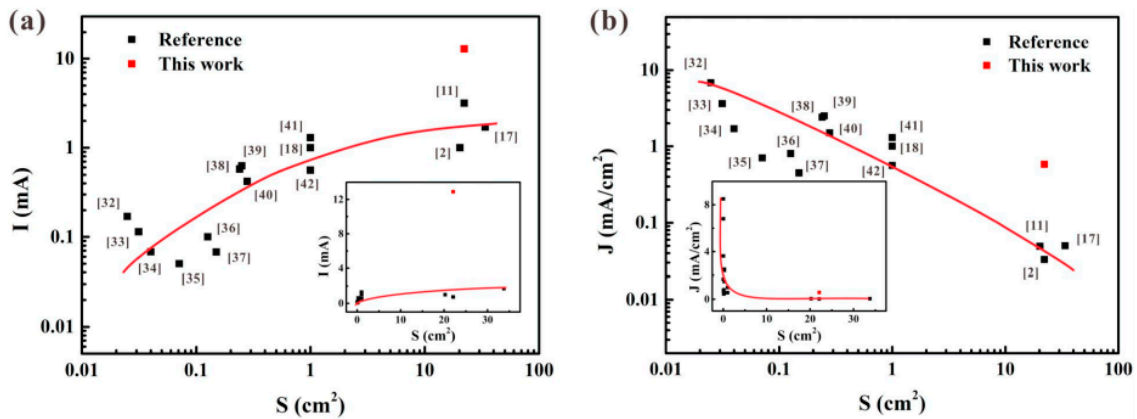 (a)
I (mA)
10
1
0.1
0.01
0.01 0.1 1 10 100
S (cm²)
Reference
This work
[32]
[33]
[34]
[35]
[36]
[37]
[38]
[39]
[40]
[41]
[18]
[42]
[11]
[17]
[2]
I (mA)
12
8
4
0
0 10 20 30
S (cm²)
(b)
J (mA/cm²)
10
1
0.1
0.01
0.01 0.1 1 10 100
S (cm²)
Reference
This work
[32]
[33]
[34]
[35]
[36]
[37]
[38]
[39]
[40]
[41]
[18]
[42]
[11]
[17]
[2]
J (mA/cm²)
8
4
0
0 10 20 30
S (cm²)